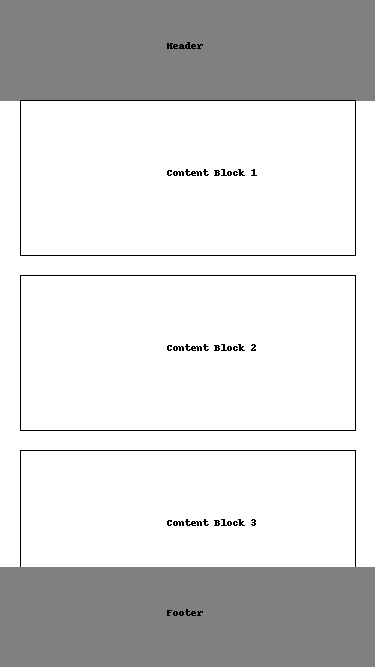 Header
Content Block 1
Content Block 2
Content Block 3
Footer